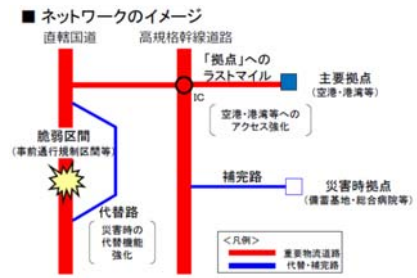 ■ ネットワークのイメージ
直轄国道
高規格幹線道路
「拠点」への
ラストマイル
主要拠点
(空港・港湾等)
IC
空港・港湾等への
アクセス強化
脆弱区間
(事前通行規制区間等)
補完路
災害時拠点
(備蓄基地・総合病院等)
代替路
災害時の
代替機能
強化
<凡例>
重要物流道路
代替・補完路